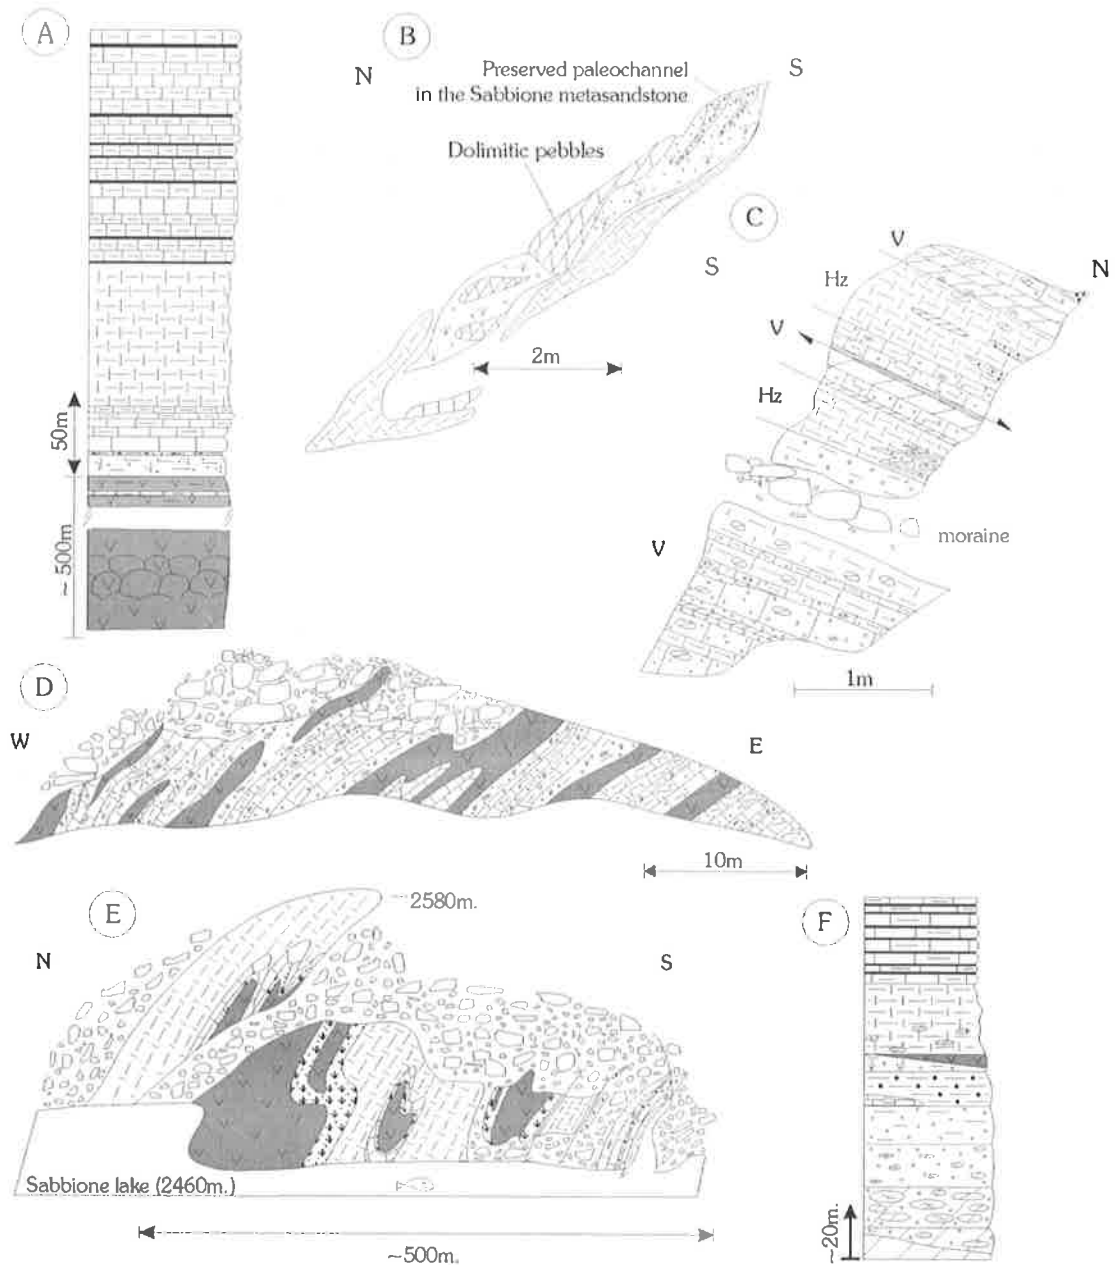 A
50m
~ 500m
B
N
S
Preserved paleochannel
in the Sabbione metasandstone
Dolimitic pebbles
2m
C
S
N
V
Hz
V
Hz
V
moraine
1m
D
W
E
10m
E
2580m.
N
S
Sabbione lake (2460m.)
~500m.
F
~20m.